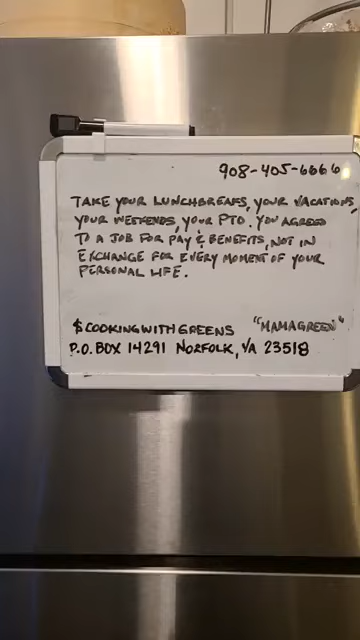 908-405-6666
TAKE YOUR LUNCHBREAKS, YOUR VACATIONS,
YOUR WEEKENDS, YOUR PTO. YOU AGREED
TO A JOB FOR PAY & BENEFITS, NOT IN
EXCHANGE FOR EVERY MOMENT OF YOUR
PERSONAL LIFE.
$COOKINGWITHGREENS "MAMAGREEN"
P.O. BOX 14291 NORFOLK, VA 23518